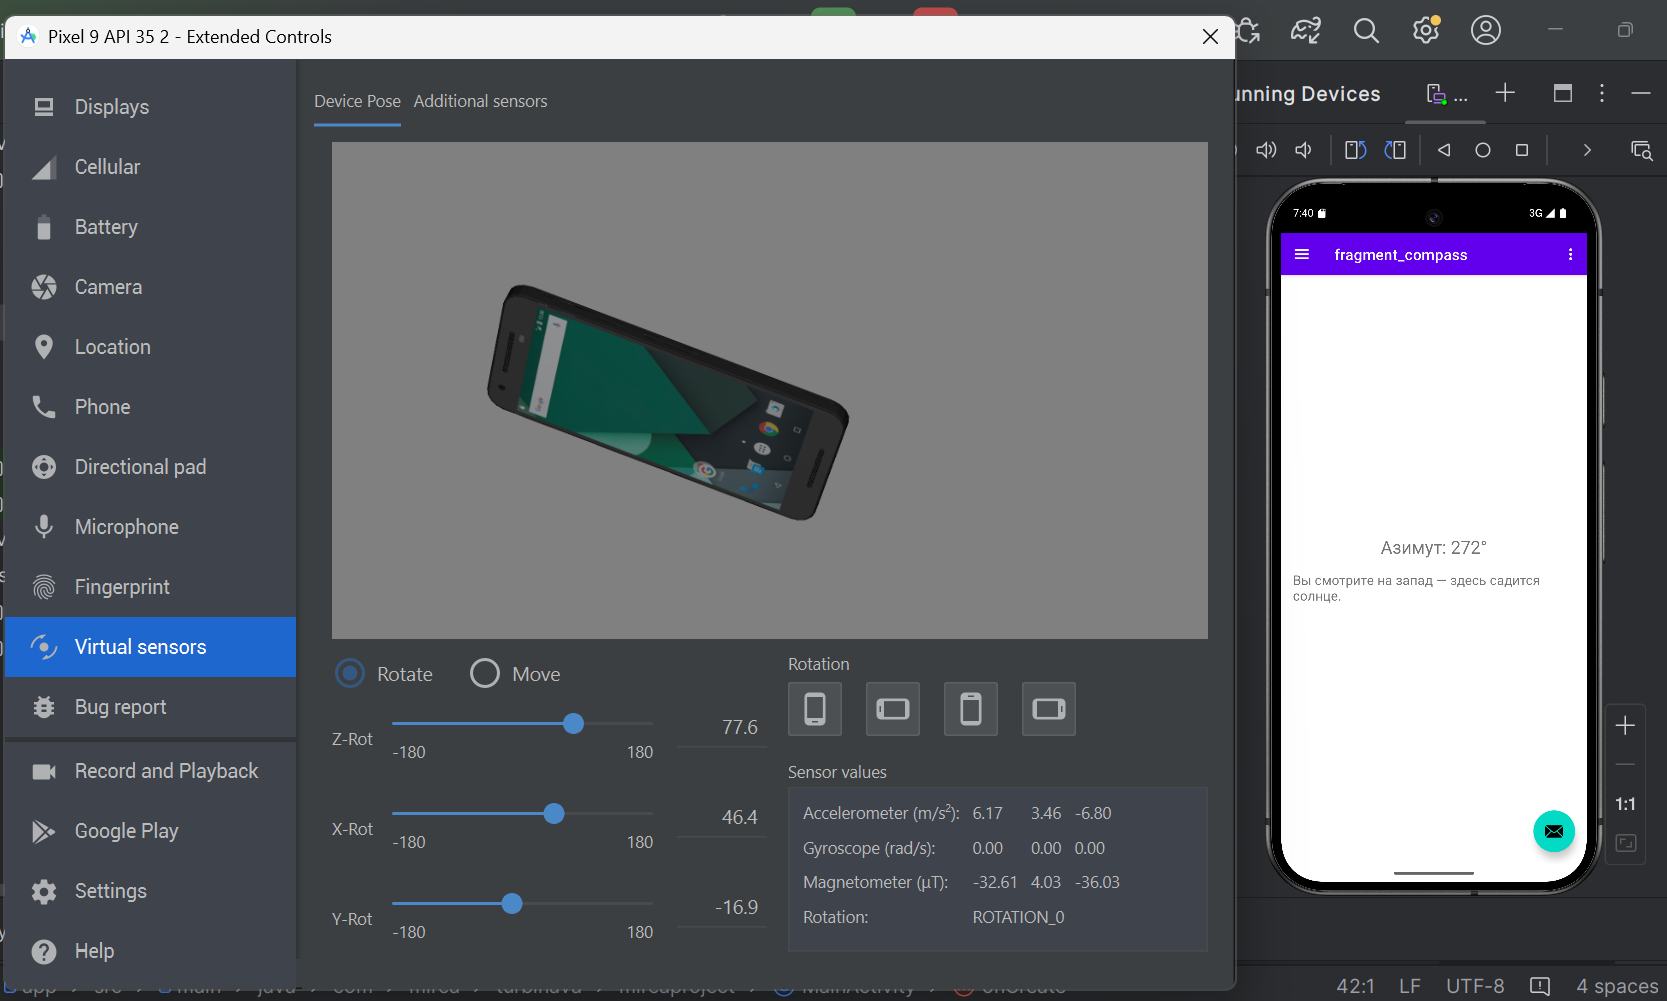 Pixel 9 API 35 2 - Extended Controls
Displays
Cellular
Battery
Camera
Location
Phone
Directional pad
Microphone
Fingerprint
Virtual sensors
Bug report
Record and Playback
Google Play
Settings
Help
Device Pose Additional sensors
Rotate Move
Z-Rot
-180 180
77.6
X-Rot
-180 180
46.4
Y-Rot
-180 180
-16.9
Rotation
Sensor values
Accelerometer (m/s²): 6.17 3.46 -6.80
Gyroscope (rad/s): 0.00 0.00 0.00
Magnetometer (μT): -32.61 4.03 -36.03
Rotation: ROTATION_0
unning Devices ...
7:40 3G
fragment_compass
Азимут: 272°
Вы смотрите на запад — здесь садится
солнце.
1:1
42:1 LF UTF-8 4 spaces